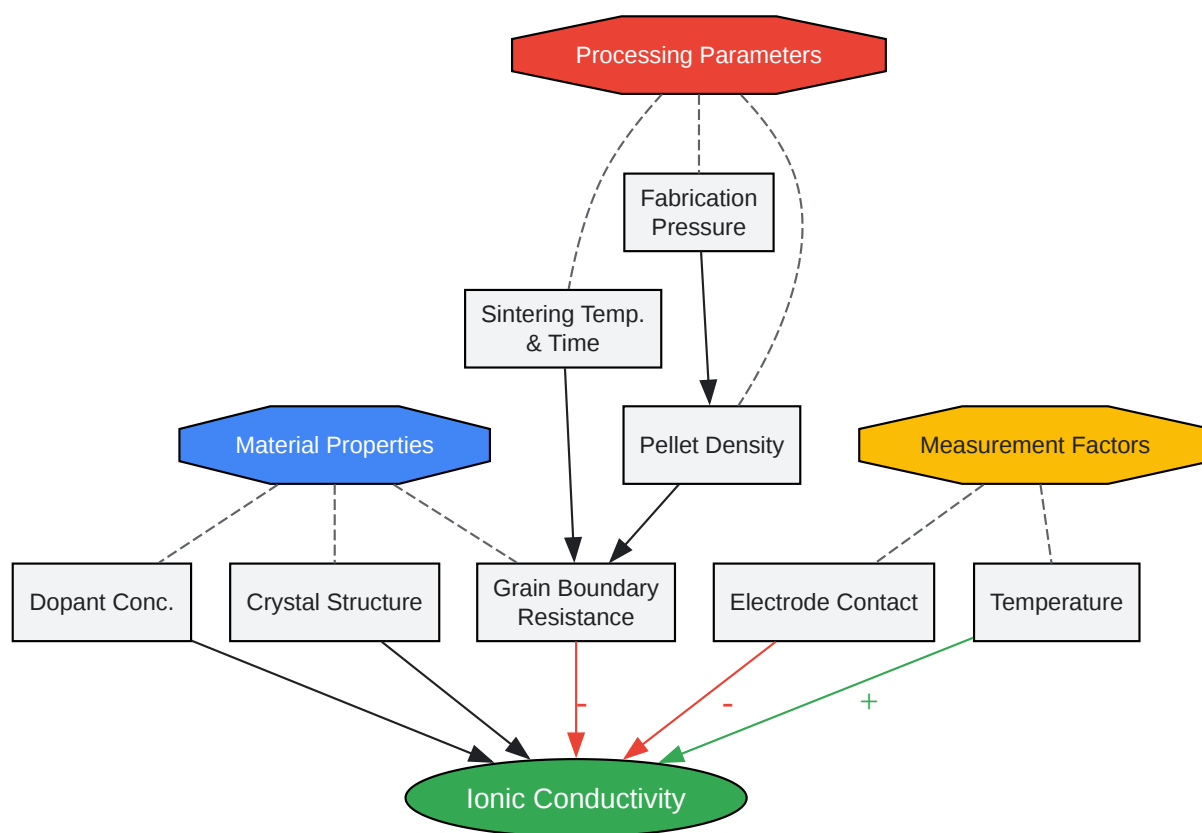 Processing Parameters
Fabrication
Pressure
Sintering Temp.
& Time
Material Properties
Pellet Density
Measurement Factors
Dopant Conc.
Crystal Structure
Grain Boundary
Resistance
Electrode Contact
Temperature
-
-
+
Ionic Conductivity